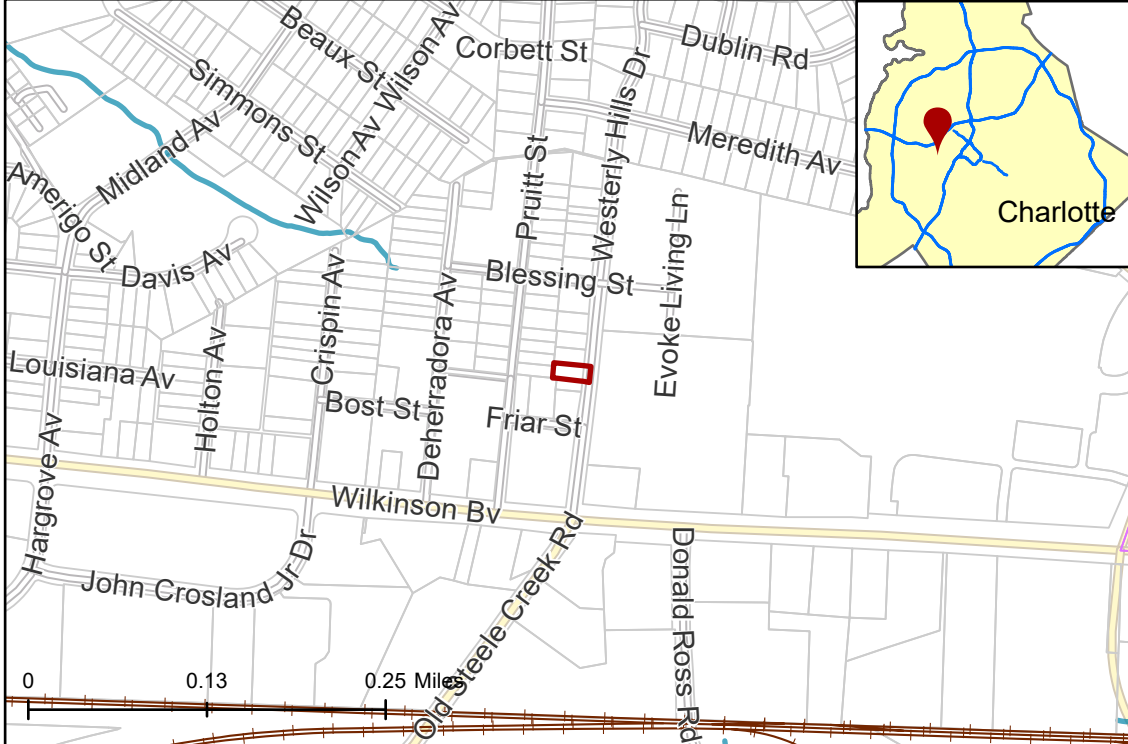 Beaux St
Wilson Av
Corbett St
Dublin Rd
Simmons St
Westerly Hills Dr
Midland Av
Wilson Av
Meredith Av
Pruitt St
Amerigo St
Charlotte
Davis Av
Blessing St
Evoke Living Ln
Crispin Av
Deherradora Av
Louisiana Av
Holton Av
Bost St
Friar St
Hargrove Av
Wilkinson Bv
John Crosland Jr Dr
Old Steele Creek Rd
Donald Ross Rd
0 0.13 0.25 Miles